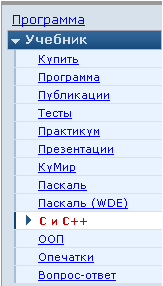 Программа
Учебник
Купить
Программа
Публикации
Тесты
Практикум
Презентации
КуМир
Паскаль
Паскаль (WDE)
С и С++
ООП
Опечатки
Вопрос-ответ